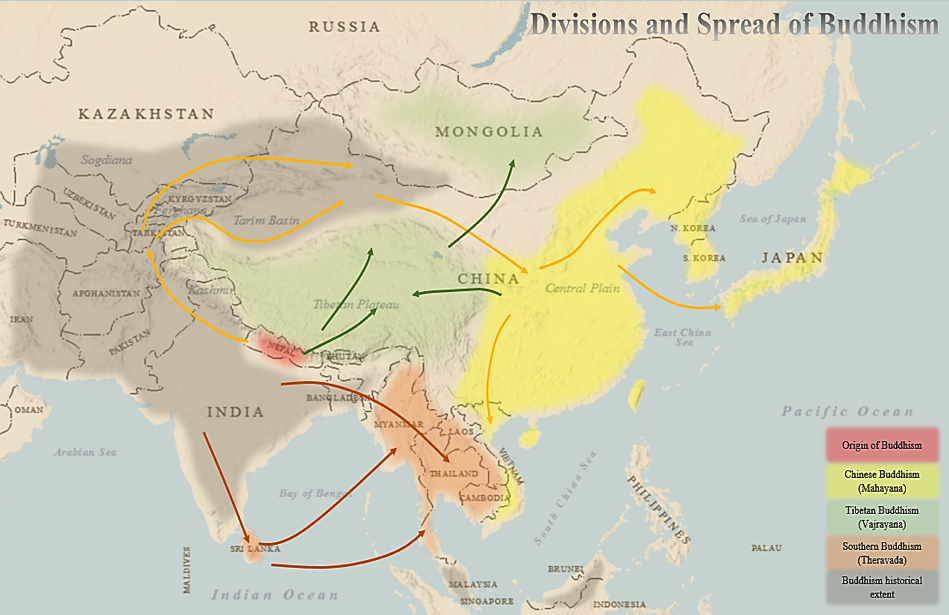 Divisions and Spread of Buddhism
RUSSIA
KAZAKHSTAN
MONGOLIA
Sogdiana
UZBEKISTAN
KYRGYZSTAN
Ferghana
TURKMENISTAN
TAJIKISTAN
Tarim Basin
N. KOREA
Sea of Japan
S. KOREA
JAPAN
CHINA
Central Plain
AFGHANISTAN
Kashmir
Tibetan Plateau
IRAN
PAKISTAN
NEPAL
BHUTAN
East China
Sea
OMAN
INDIA
BANGLADESH
MYANMAR
LAOS
Pacific Ocean
Arabian Sea
THAILAND
VIETNAM
CAMBODIA
Bay of Bengal
South China Sea
PHILIPPINES
SRI LANKA
MALDIVES
PALAU
BRUNEI
MALAYSIA
SINGAPORE
Indian Ocean
INDONESIA
Origin of Buddhism
Chinese Buddhism
(Mahayana)
Tibetan Buddhism
(Vajrayana)
Southern Buddhism
(Theravada)
Buddhism historical
extent